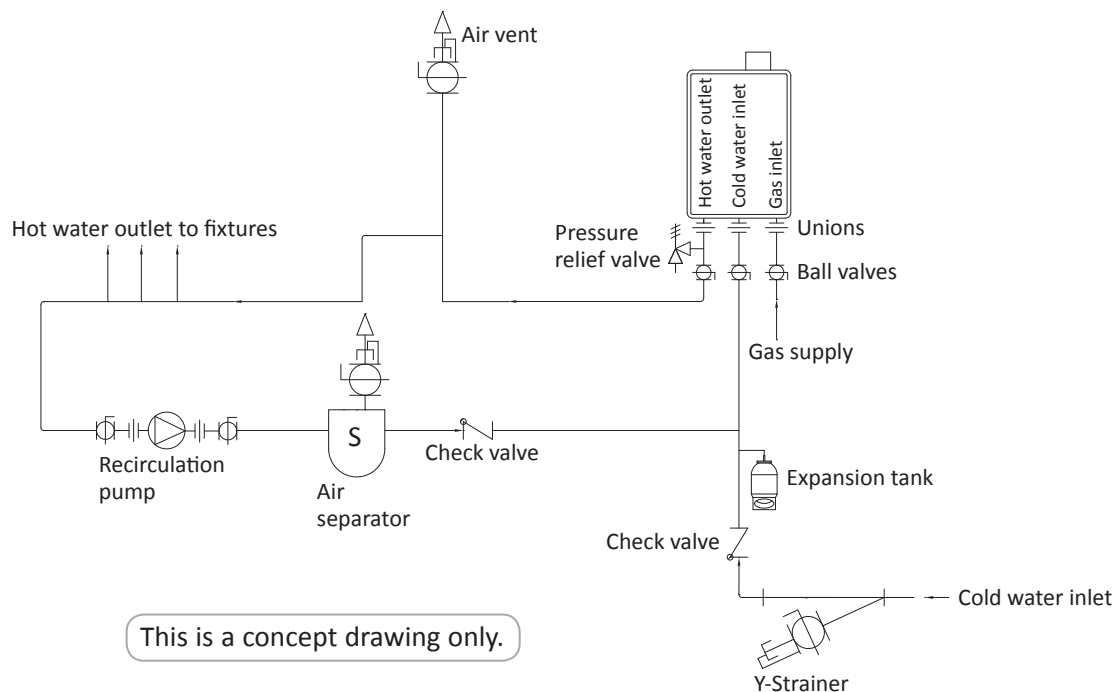 Air vent
Hot water outlet
Cold water inlet
Gas inlet
Hot water outlet to fixtures
Pressure
relief valve
Unions
Ball valves
Gas supply
S
Recirculation
pump
Air
separator
Check valve
Expansion tank
Check valve
Cold water inlet
This is a concept drawing only.
Y-Strainer